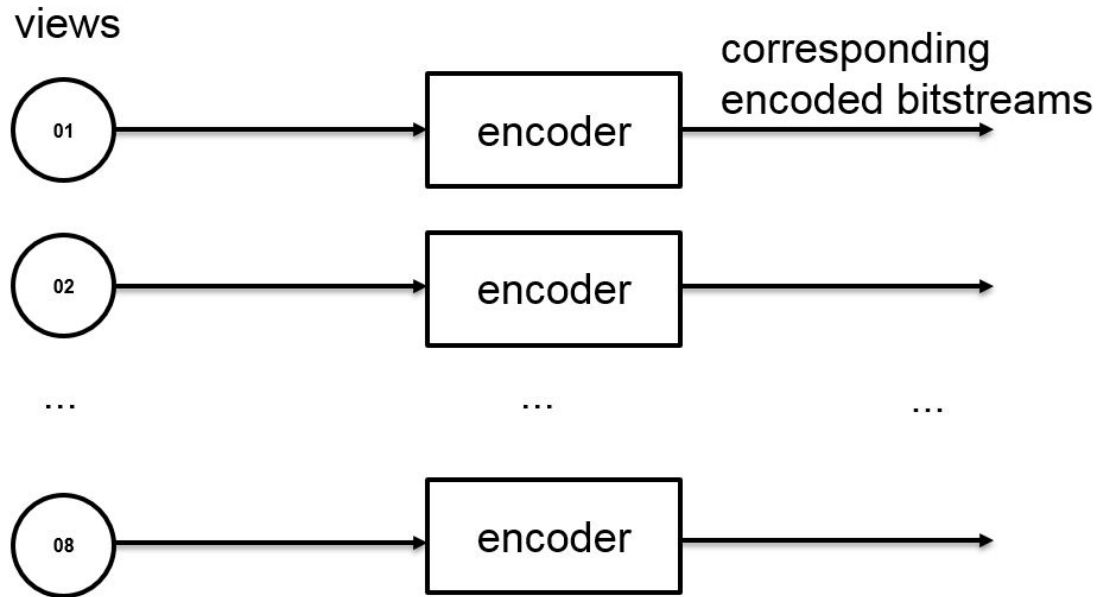 views
corresponding
encoded bitstreams
01
encoder
02
encoder
... ... ...
08
encoder